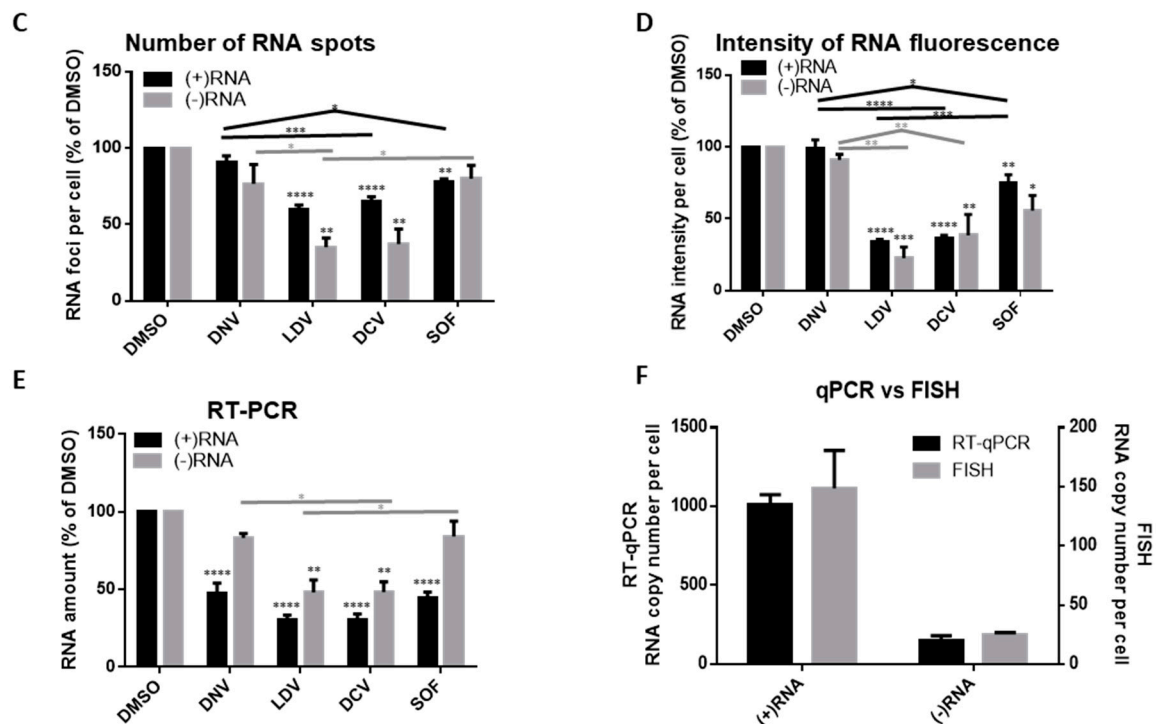 C
Number of RNA spots
RNA foci per cell (% of DMSO)
150
100
50
0
(+)RNA
(-)RNA
*
***
*
*
****
**
****
**
**
DMSO
DNV
LDV
DCV
SOF
D
Intensity of RNA fluorescence
RNA intensity per cell (% of DMSO)
150
100
50
0
(+)RNA
(-)RNA
*
****
***
**
**
****
***
****
**
**
*
DMSO
DNV
LDV
DCV
SOF
E
RT-PCR
RNA amount (% of DMSO)
150
100
50
0
(+)RNA
(-)RNA
*
*
****
****
**
****
**
****
DMSO
DNV
LDV
DCV
SOF
F
qPCR vs FISH
RT-qPCR
RNA copy number per cell
1500
1000
500
0
RT-qPCR
FISH
200
150
100
50
0
FISH
RNA copy number per cell
(+)RNA
(-)RNA